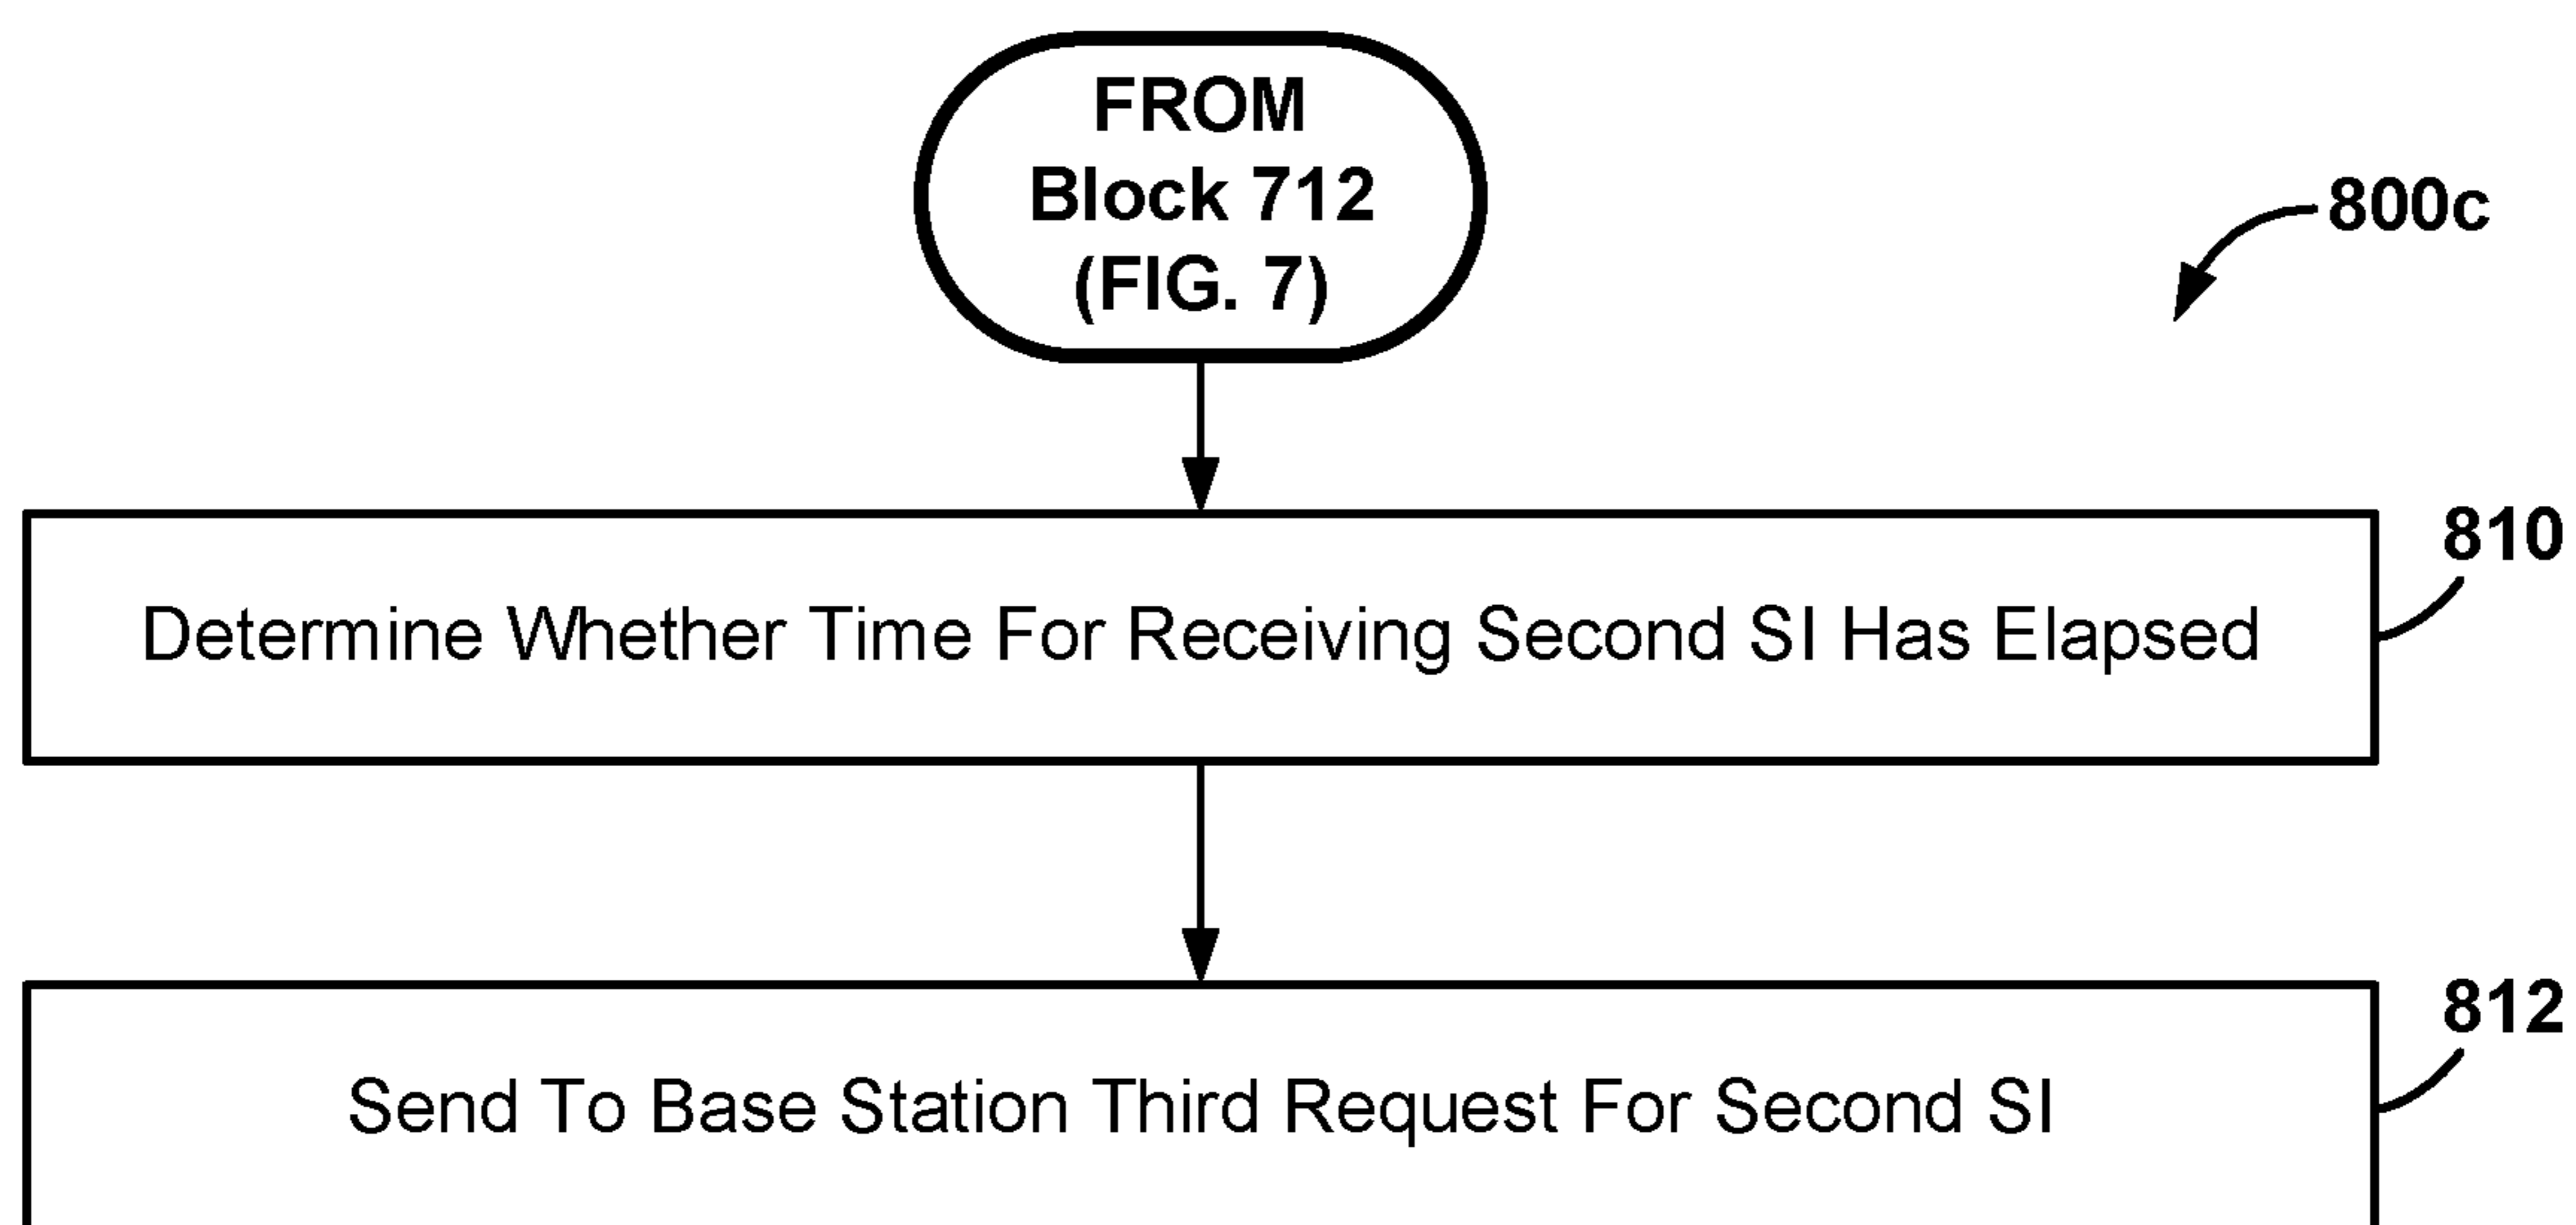 FROM
Block 712
(FIG. 7)
800c
810
Determine Whether Time For Receiving Second SI Has Elapsed
812
Send To Base Station Third Request For Second SI